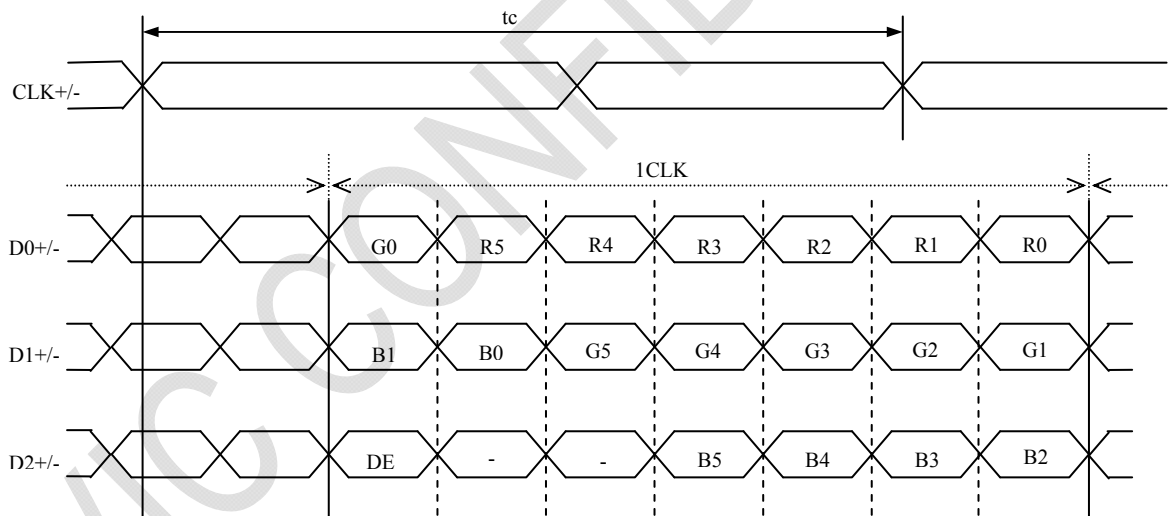 tc
CLK+/-
1CLK
D0+/- G0 R5 R4 R3 R2 R1 R0
D1+/- B1 B0 G5 G4 G3 G2 G1
D2+/- DE - - B5 B4 B3 B2